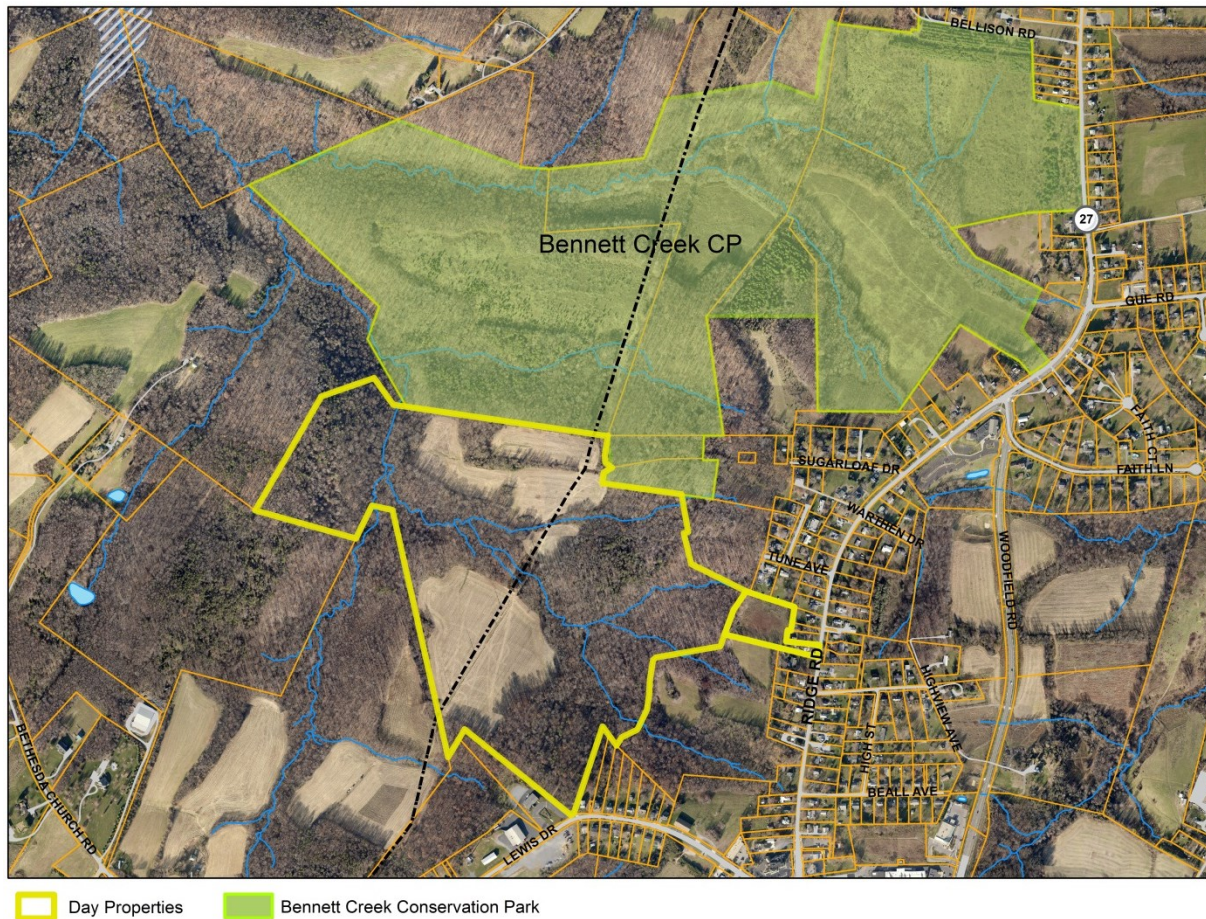 BELLISON RD
27
Bennett Creek CP
GUE RD
FAITH CT
FAITH LN
SUGARLOAF DR
WARTHEN DR
TUNE AVE
WOODFIELD RD
RIDGE RD
HIGHVIEW AVE
HIGH ST
BETHESDA CHURCH RD
BEALL AVE
LEWIS DR
Day Properties
Bennett Creek Conservation Park